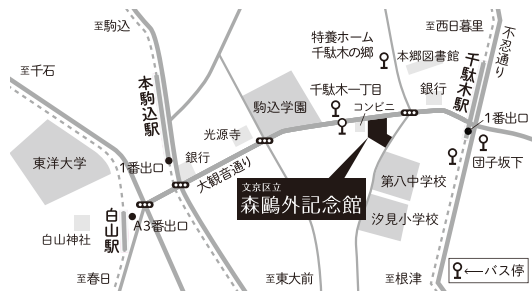 至駒込
至千石
本駒込駅
東洋大学
1番出口
銀行
白山駅
A3番出口
白山神社
至春日
光源寺
駒込学園
大観音通り
特養ホーム
千駄木の郷
千駄木一丁目
コンビニ
本郷図書館
銀行
至西日暮里
不忍通り
千駄木駅
1番出口
団子坂下
第八中学校
汐見小学校
文京区立
森鷗外記念館
至東大前
至根津
←バス停